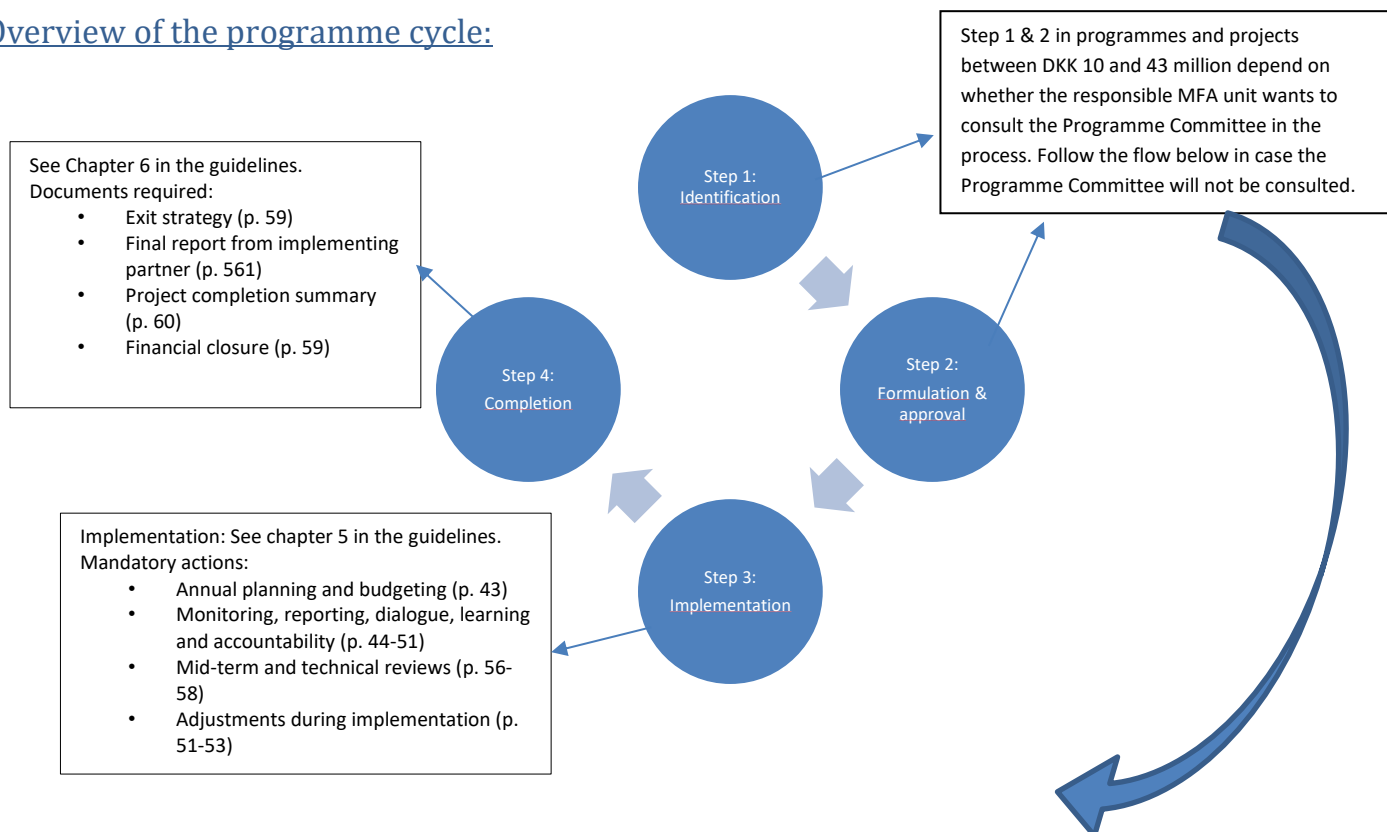 Overview of the programme cycle:
Step 1 & 2 in programmes and projects
between DKK 10 and 43 million depend on
whether the responsible MFA unit wants to
consult the Programme Committee in the
process. Follow the flow below in case the
Programme Committee will not be consulted.
Step 1:
Identification
See Chapter 6 in the guidelines.
Documents required:
• Exit strategy (p. 59)
• Final report from implementing
partner (p. 561)
• Project completion summary
(p. 60)
• Financial closure (p. 59)
Step 2:
Formulation &
approval
Step 4:
Completion
Implementation: See chapter 5 in the guidelines.
Mandatory actions:
• Annual planning and budgeting (p. 43)
• Monitoring, reporting, dialogue, learning
and accountability (p. 44-51)
• Mid-term and technical reviews (p. 56-
58)
• Adjustments during implementation (p.
51-53)
Step 3:
Implementation